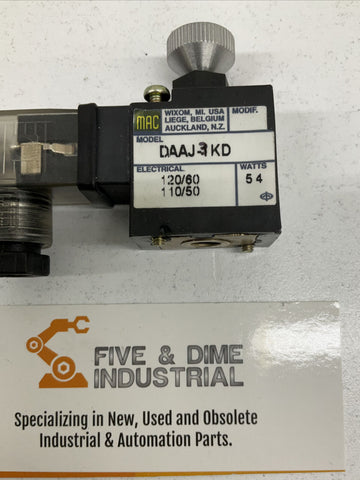 MAC
WIXOM, MI. USA
LIEGE, BELGIUM
AUCKLAND, N.Z.
MODIF.
MODEL
DAAJ-1KD
ELECTRICAL
120/60
110/50
WATTS
5 4
FIVE & DIME
INDUSTRIAL
Specializing in New, Used and Obsolete
Industrial & Automation Parts.